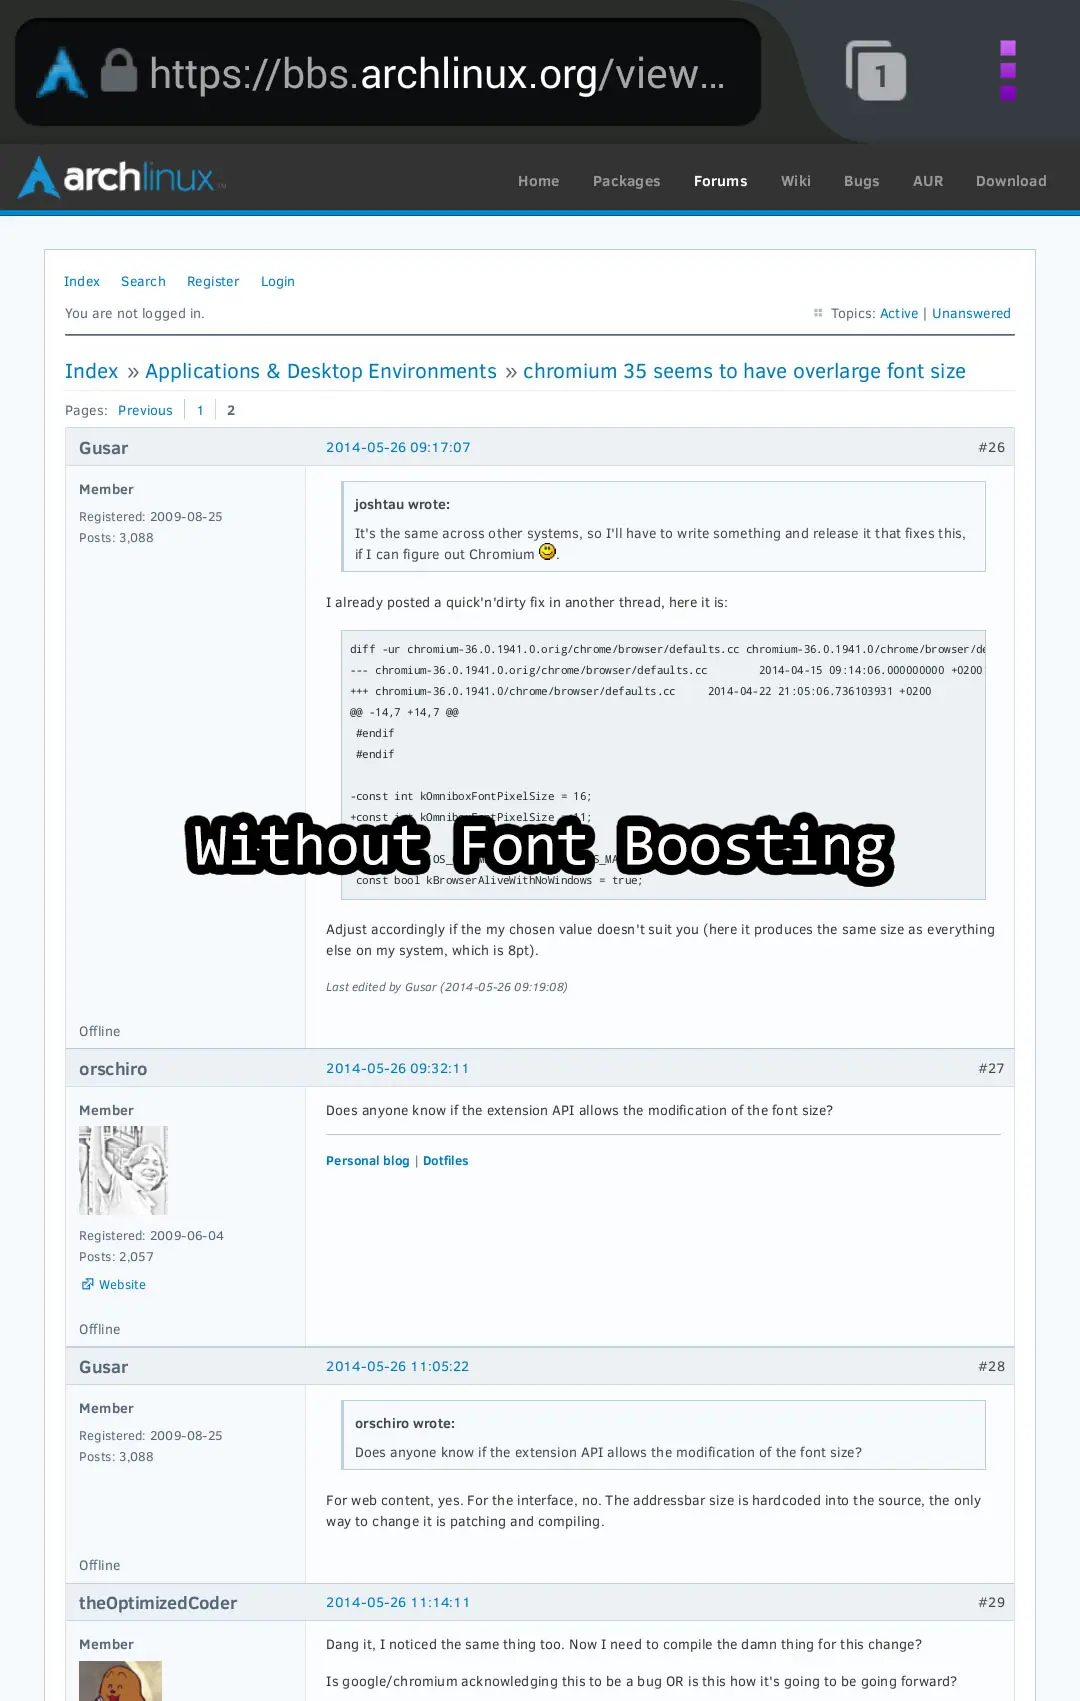 https://bbs.archlinux.org/view...
1
archlinux™
Home Packages Forums Wiki Bugs AUR Download
Index Search Register Login
You are not logged in.
Topics: Active | Unanswered
Index » Applications & Desktop Environments » chromium 35 seems to have overlarge font size
Pages: Previous 1 2
Gusar 2014-05-26 09:17:07 #26
Member
Registered: 2009-08-25
Posts: 3,088
joshtau wrote:
It's the same across other systems, so I'll have to write something and release it that fixes this,
if I can figure out Chromium .
I already posted a quick'n'dirty fix in another thread, here it is:
diff -ur chromium-36.0.1941.0.orig/chrome/browser/defaults.cc chromium-36.0.1941.0/chrome/browser/de
--- chromium-36.0.1941.0.orig/chrome/browser/defaults.cc 2014-04-15 09:14:06.000000000 +0200
+++ chromium-36.0.1941.0/chrome/browser/defaults.cc 2014-04-22 21:05:06.736103931 +0200
@@ -14,7 +14,7 @@
#endif
#endif
-const int kOmniboxFontPixelSize = 16;
+const int kOmniboxFontPixelSize = 11;
Without Font Boosting
const bool kBrowserAliveWithNoWindows = true;
Adjust accordingly if the my chosen value doesn't suit you (here it produces the same size as everything
else on my system, which is 8pt).
Last edited by Gusar (2014-05-26 09:19:08)
Offline
orschiro 2014-05-26 09:32:11 #27
Member
Registered: 2009-06-04
Posts: 2,057
Website
Does anyone know if the extension API allows the modification of the font size?
Personal blog | Dotfiles
Offline
Gusar 2014-05-26 11:05:22 #28
Member
Registered: 2009-08-25
Posts: 3,088
orschiro wrote:
Does anyone know if the extension API allows the modification of the font size?
For web content, yes. For the interface, no. The addressbar size is hardcoded into the source, the only
way to change it is patching and compiling.
Offline
theOptimizedCoder 2014-05-26 11:14:11 #29
Member
Dang it, I noticed the same thing too. Now I need to compile the damn thing for this change?
Is google/chromium acknowledging this to be a bug OR is this how it's going to be going forward?